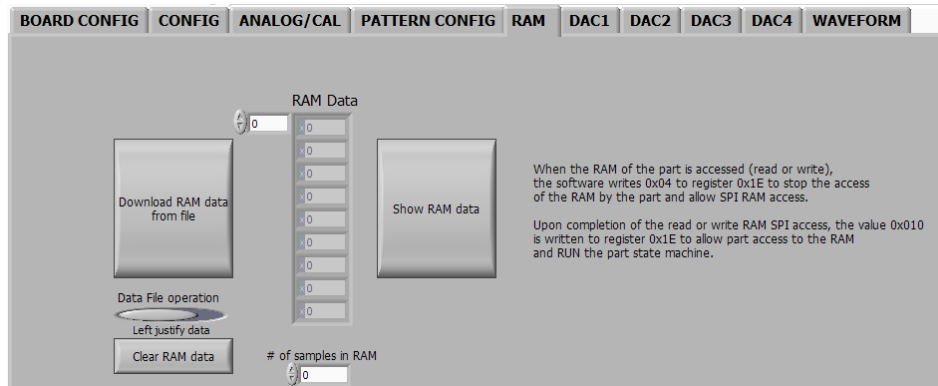 BOARD CONFIG CONFIG ANALOG/CAL PATTERN CONFIG RAM DAC1 DAC2 DAC3 DAC4 WAVEFORM
RAM Data
0
x 0
x 0
x 0
x 0
x 0
x 0
x 0
x 0
x 0
Download RAM data
from file
Show RAM data
When the RAM of the part is accessed (read or write),
the software writes 0x04 to register 0x1E to stop the access
of the RAM by the part and allow SPI RAM access.
Upon completion of the read or write RAM SPI access, the value 0x010
is written to register 0x1E to allow part access to the RAM
and RUN the part state machine.
Data File operation
Left justify data
Clear RAM data
# of samples in RAM
0